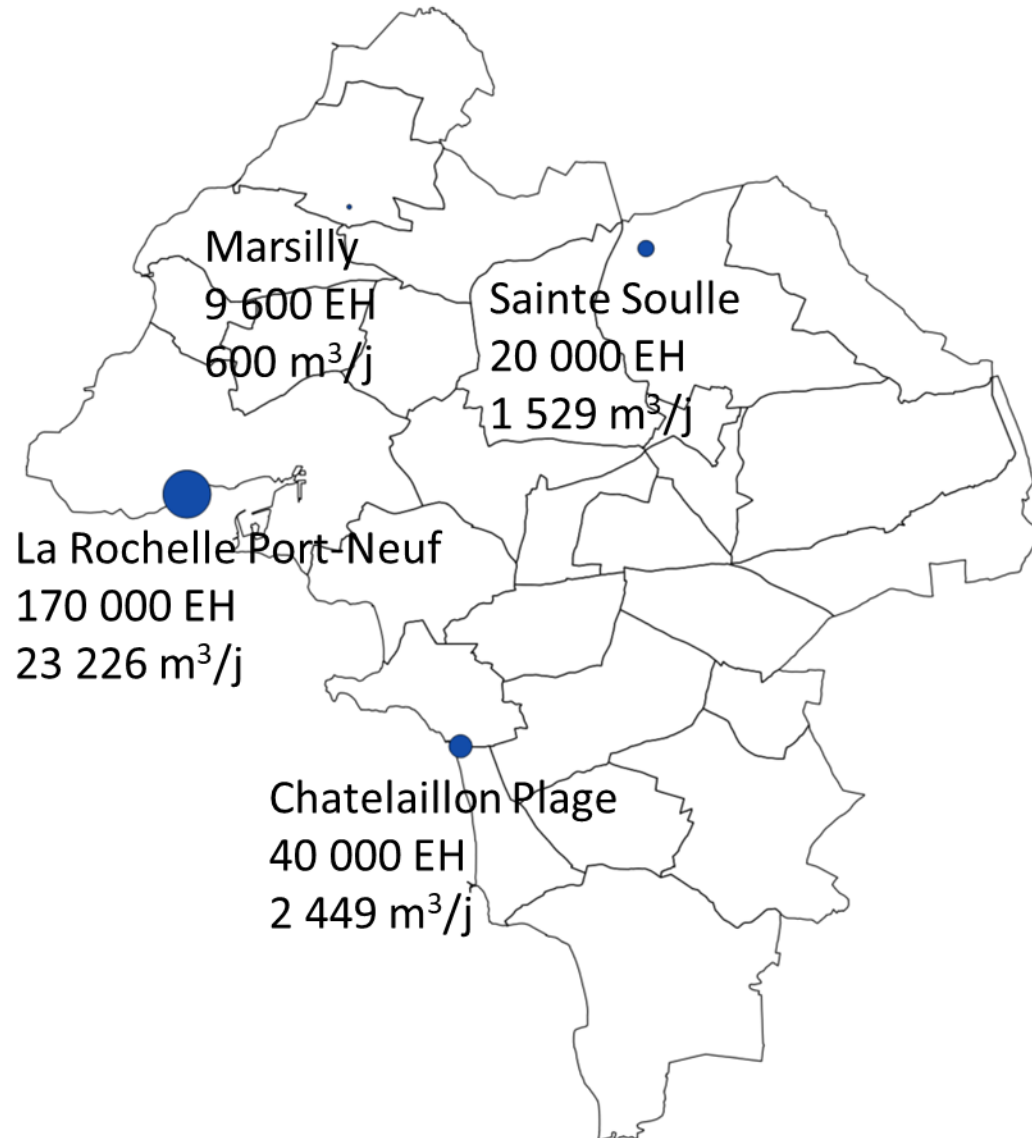 Marsilly
9 600 EH
600 m³/j
Sainte Soulle
20 000 EH
1 529 m³/j
La Rochelle Port-Neuf
170 000 EH
23 226 m³/j
Chatelaillon Plage
40 000 EH
2 449 m³/j